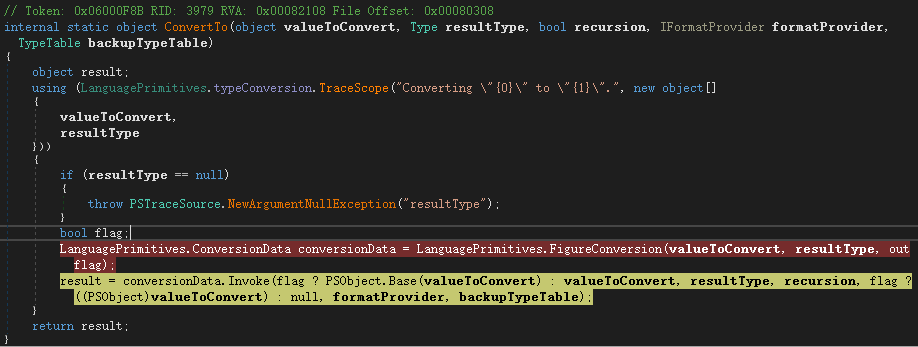 // Token: 0x06000F8B RID: 3979 RVA: 0x00082108 File Offset: 0x00080308
internal static object ConvertTo(object valueToConvert, Type resultType, bool recursion, IFormatProvider formatProvider,
TypeTable backupTypeTable)
{
object result;
using (LanguagePrimitives.typeConversion.TraceScope("Converting \"{0}\" to \"{1}\".", new object[]
{
valueToConvert,
resultType
}))
{
if (resultType == null)
{
throw PSTraceSource.NewArgumentNullException("resultType");
}
bool flag;
LanguagePrimitives.ConversionData conversionData = LanguagePrimitives.FigureConversion(valueToConvert, resultType, out
flag);
result = conversionData.Invoke(flag ? PSObject.Base(valueToConvert) : valueToConvert, resultType, recursion, flag ?
((PSObject)valueToConvert) : null, formatProvider, backupTypeTable);
}
return result;
}